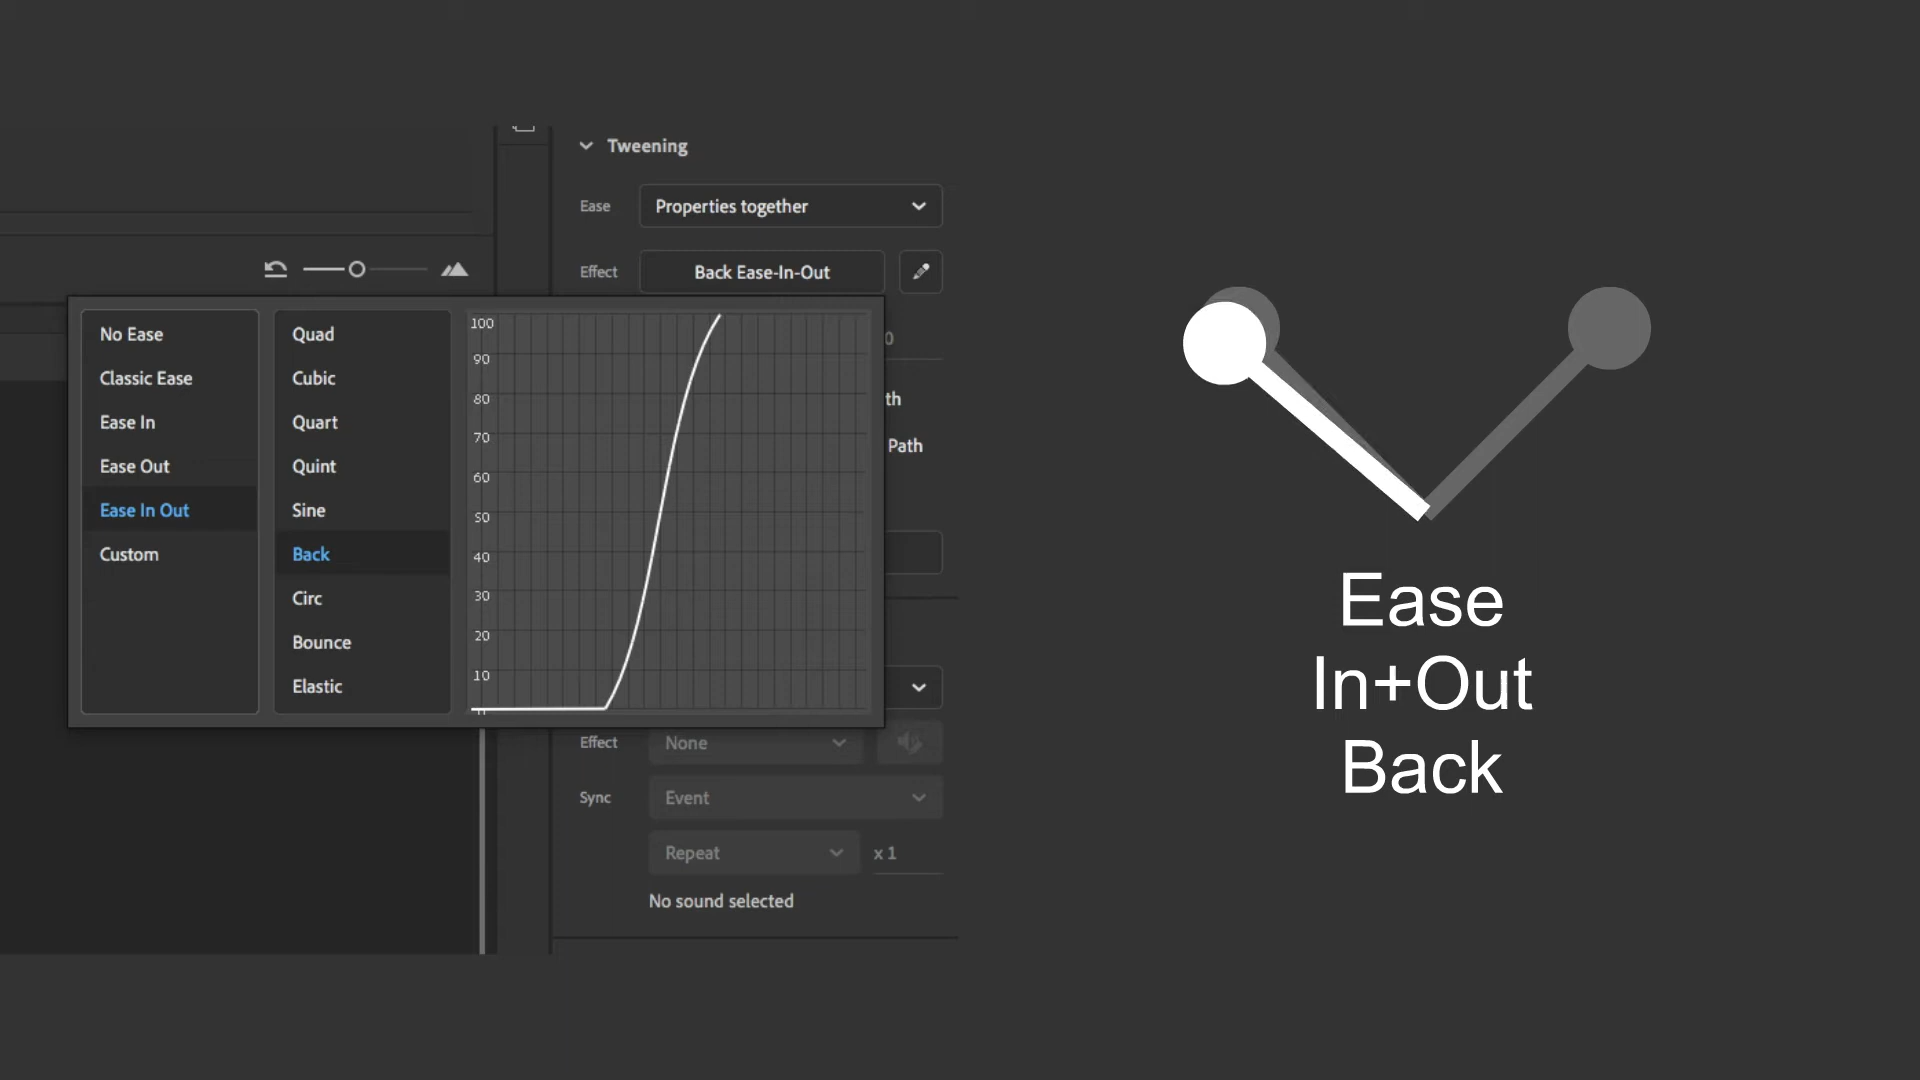 Tweening
Ease
Properties together
Effect
Back Ease-In-Out
No Ease
Classic Ease
Ease In
Ease Out
Ease In Out
Custom
Quad
Cubic
Quart
Quint
Sine
Back
Circ
Bounce
Elastic
100
90
80
70
60
50
40
30
20
10
0
th
Path
Effect
None
Sync
Event
Repeat
x 1
No sound selected
Ease
In+Out
Back